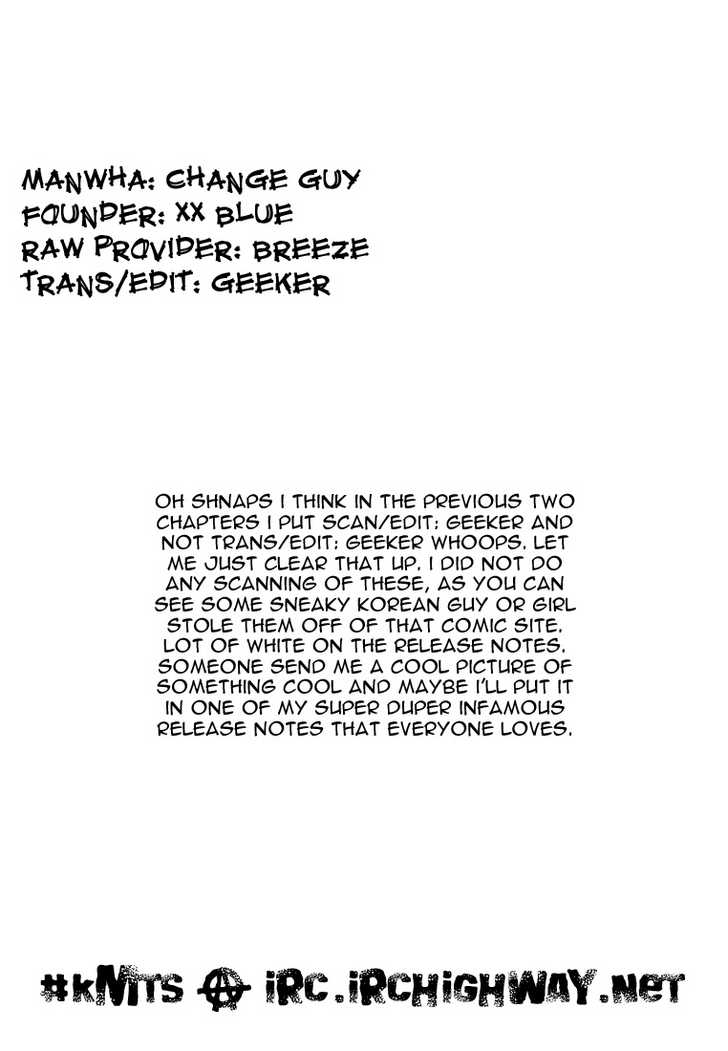 MANWHA: CHANGE GUY
FOUNDER: XX BLUE
RAW PROVIDER: BREEZE
TRANS/EDIT: GEEKER
OH SHNAPS I THINK IN THE PREVIOUS TWO
CHAPTERS I PUT SCAN/EDIT: GEEKER AND
NOT TRANS/EDIT: GEEKER WHOOPS. LET
ME JUST CLEAR THAT UP. I DID NOT DO
ANY SCANNING OF THESE, AS YOU CAN
SEE SOME SNEAKY KOREAN GUY OR GIRL
STOLE THEM OFF OF THAT COMIC SITE.
LOT OF WHITE ON THE RELEASE NOTES.
SOMEONE SEND ME A COOL PICTURE OF
SOMETHING COOL AND MAYBE I'LL PUT IT
IN ONE OF MY SUPER DUPER INFAMOUS
RELEASE NOTES THAT EVERYONE LOVES.
#KMTS @ iRC.iRCHiGHWAY.NeT